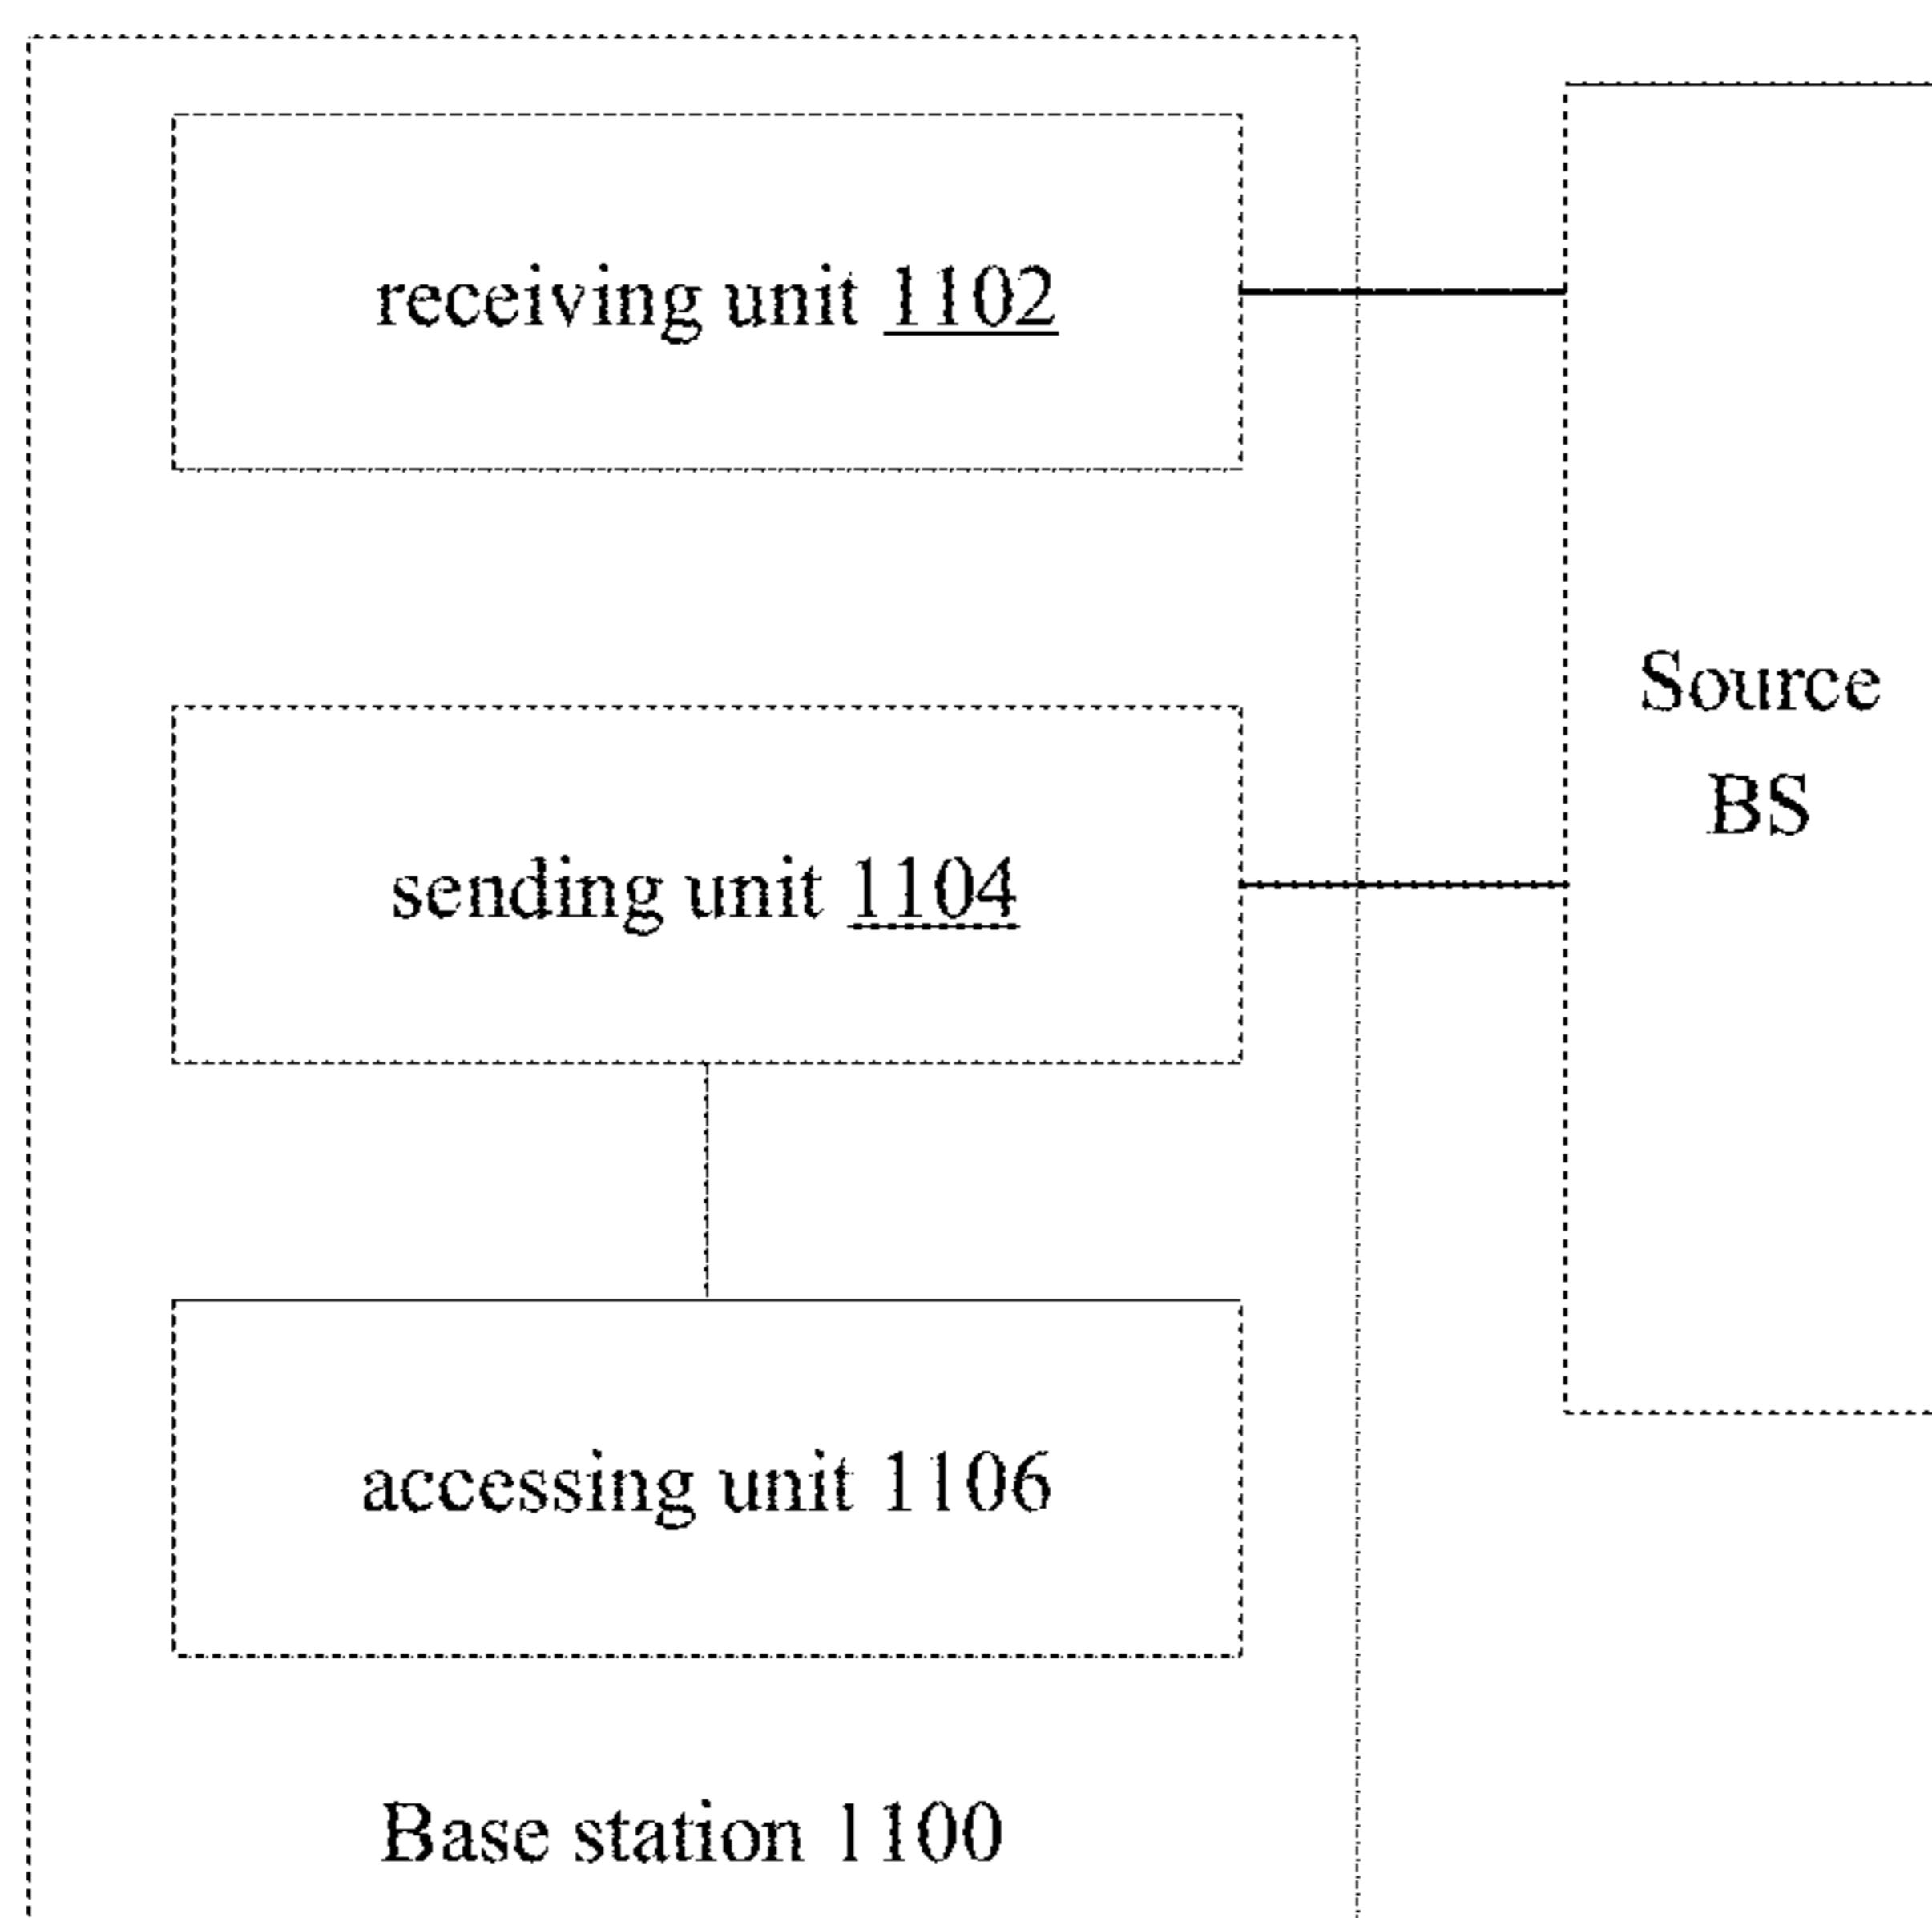 receiving unit 1102
Source
BS
sending unit 1104
accessing unit 1106
Base station 1100